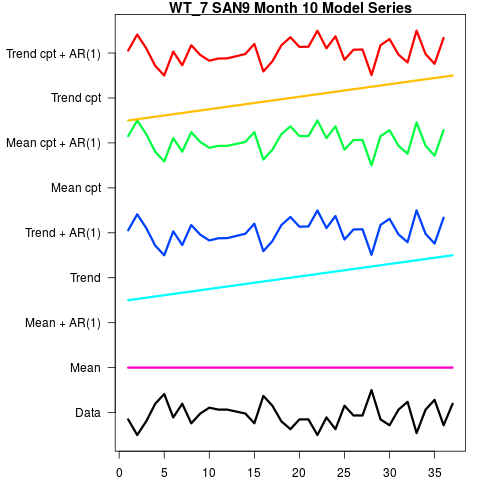 WT_7 SAN9 Month 10 Model Series
Trend cpt + AR(1)
Trend cpt
Mean cpt + AR(1)
Mean cpt
Trend + AR(1)
Trend
Mean + AR(1)
Mean
Data
0 5 10 15 20 25 30 35